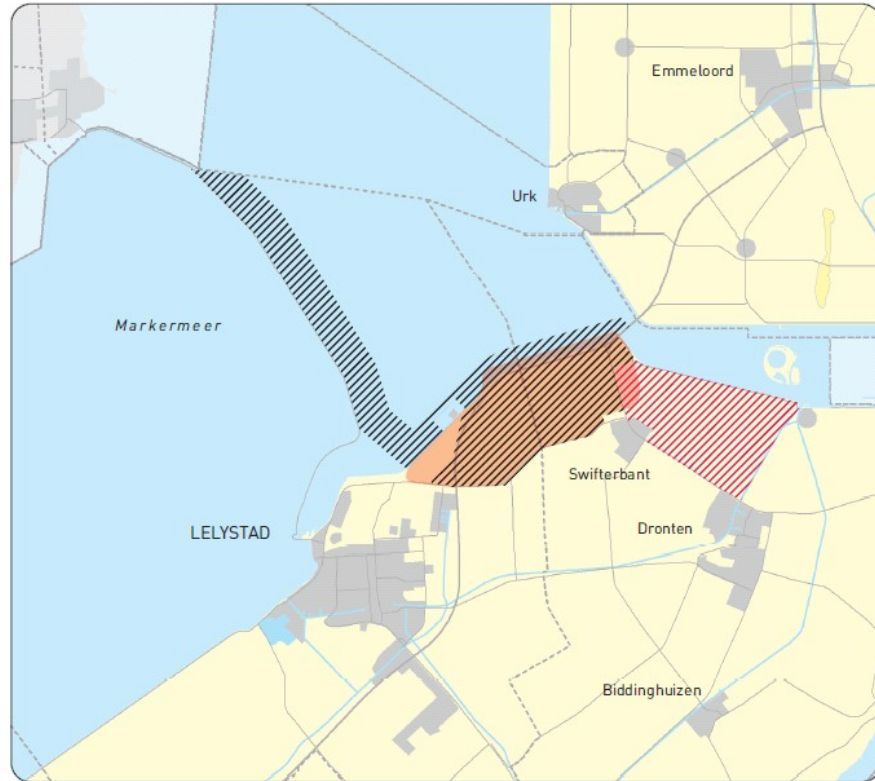 Emmeloord
Urk
Markermeer
Swifterbant
LELYSTAD
Dronten
Biddinghuizen